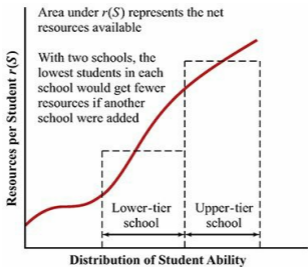 Area under r(S) represents the net
resources available
With two schools, the
lowest students in each
school would get fewer
resources if another
school were added
Resources per Student r(S)
Lower-tier
school
Upper-tier
school
Distribution of Student Ability